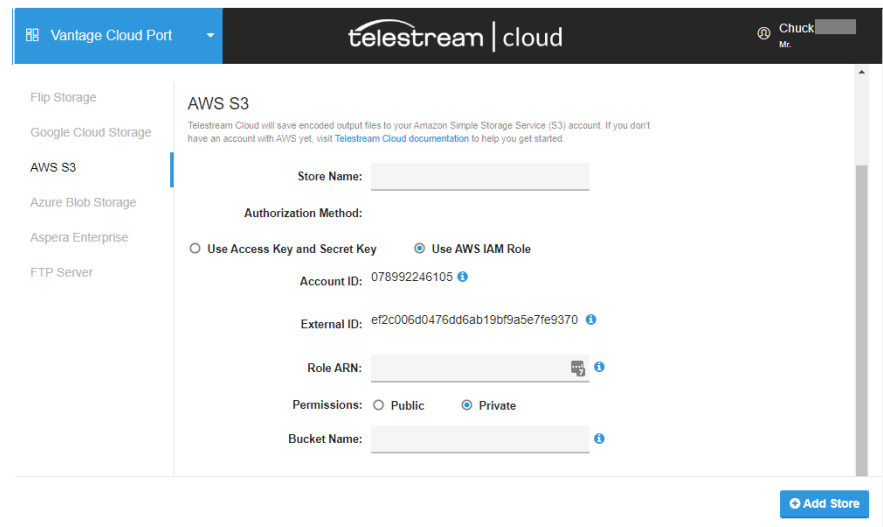 Vantage Cloud Port
telestream | cloud
Chuck
Mr.
Flip Storage
Google Cloud Storage
AWS S3
Azure Blob Storage
Aspera Enterprise
FTP Server
AWS S3
Telestream Cloud will save encoded output files to your Amazon Simple Storage Service (S3) account. If you don't
have an account with AWS yet, visit Telestream Cloud documentation to help you get started.
Store Name:
Authorization Method:
Use Access Key and Secret Key Use AWS IAM Role
Account ID: 078992246105
External ID: ef2c006d0476dd6ab19bf9a5e7fe9370
Role ARN:
Permissions: Public Private
Bucket Name:
Add Store